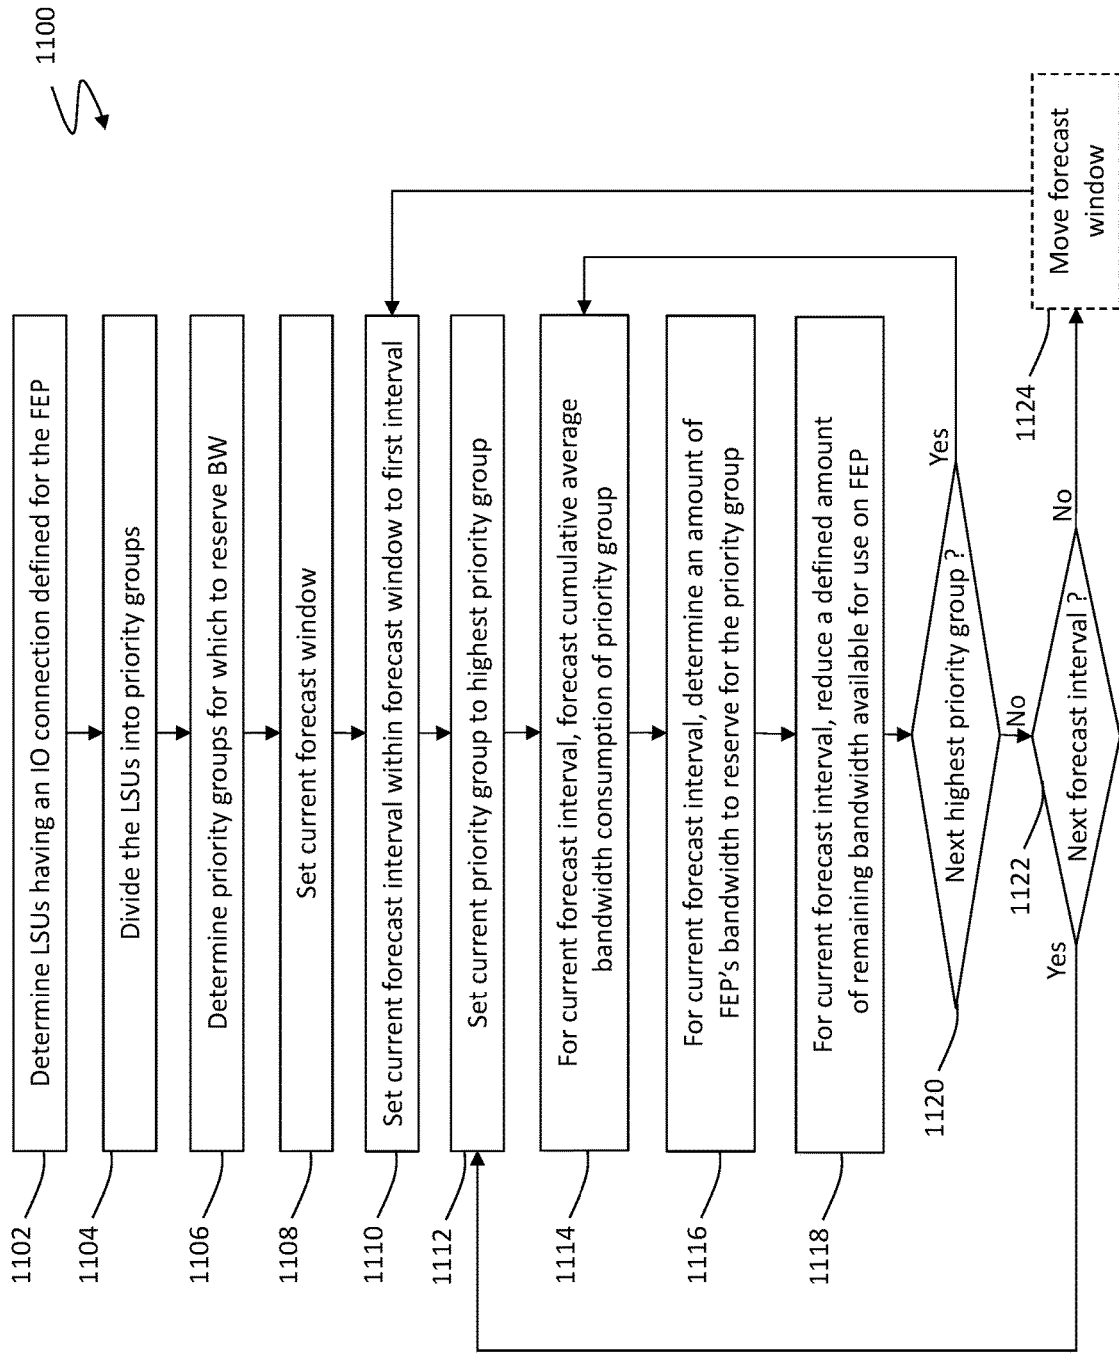 1100
1102
Determine LSUs having an IO connection defined for the FEP
1104
Divide the LSUs into priority groups
1106
Determine priority groups for which to reserve BW
1108
Set current forecast window
1110
Set current forecast interval within forecast window to first interval
1112
Set current priority group to highest priority group
1114
For current forecast interval, forecast cumulative average
bandwidth consumption of priority group
1116
For current forecast interval, determine an amount of
FEP's bandwidth to reserve for the priority group
1118
For current forecast interval, reduce a defined amount
of remaining bandwidth available for use on FEP
1120
Next highest priority group ?
Yes
No
1122
Next forecast interval ?
Yes
No
1124
Move forecast
window